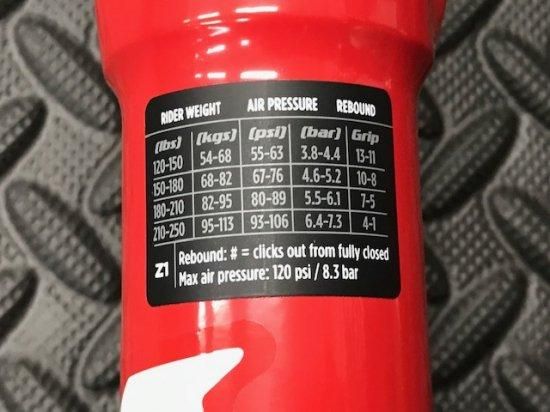 RIDER WEIGHT AIR PRESSURE REBOUND
(lbs) (kgs) (psi) (bar) Grip
120-150 54-68 55-63 3.8-4.4 13-11
150-180 68-82 67-76 4.6-5.2 10-8
180-210 82-95 80-89 5.5-6.1 7-5
210-250 95-113 93-106 6.4-7.3 4-1
Z1 Rebound: # = clicks out from fully closed
Max air pressure: 120 psi / 8.3 bar